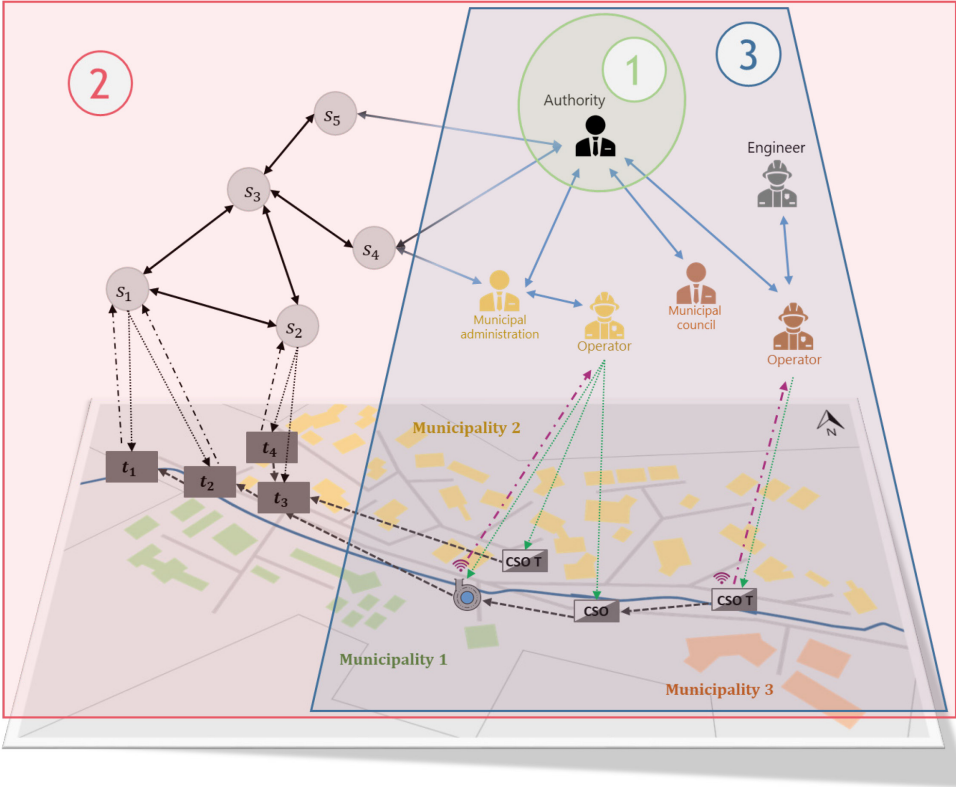 1
3
2
Authority
s5
Engineer
s3
s4
s1
s2
Municipal
administration
Operator
Municipal
council
Operator
N
Municipality 2
t4
t1
t2
t3
CSO T
CSO
CSO T
Municipality 1
Municipality 3